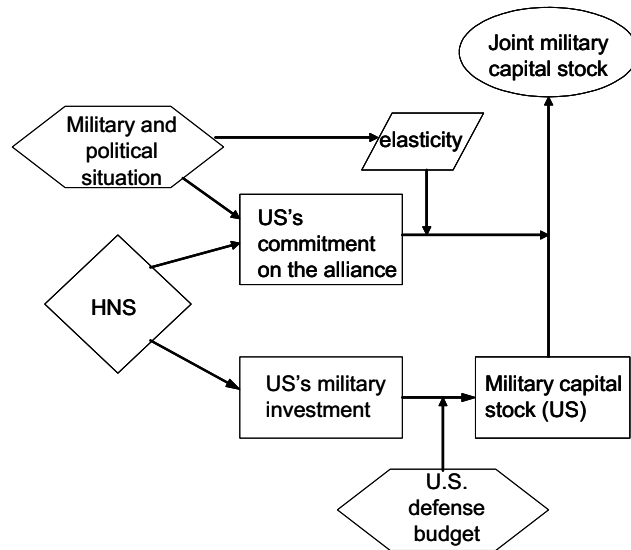 Joint military
capital stock
Military and
political
situation
elasticity
US's
commitment
on the alliance
HNS
US's military
investment
Military capital
stock (US)
U.S.
defense
budget